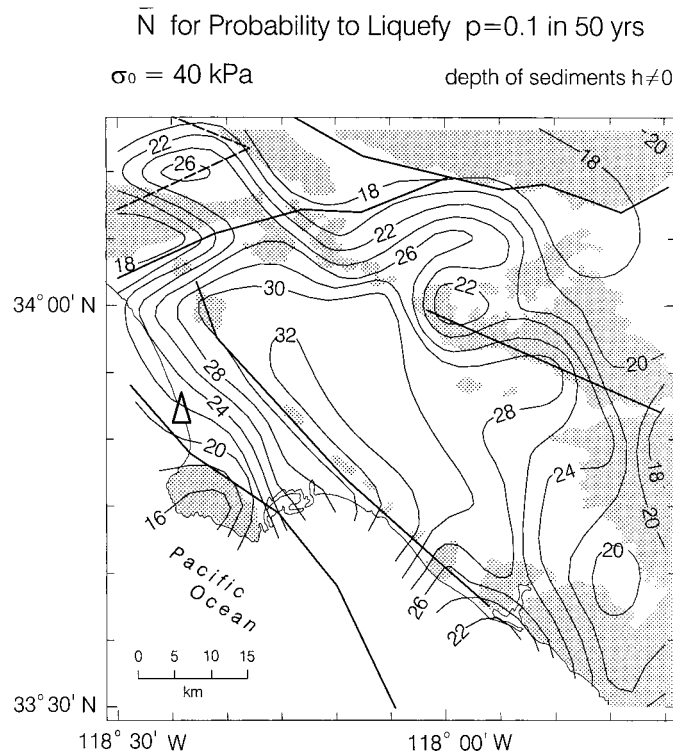 N̄ for Probability to Liquefy p=0.1 in 50 yrs
σ₀ = 40 kPa depth of sediments h≠0
22
26
18
20
18
22
26
18
22
34° 00' N
30
32
28
24
20
16
28
20
24
18
20
20
26
22
Pacific
Ocean
0 5 10 15
km
33° 30' N
118° 30' W 118° 00' W